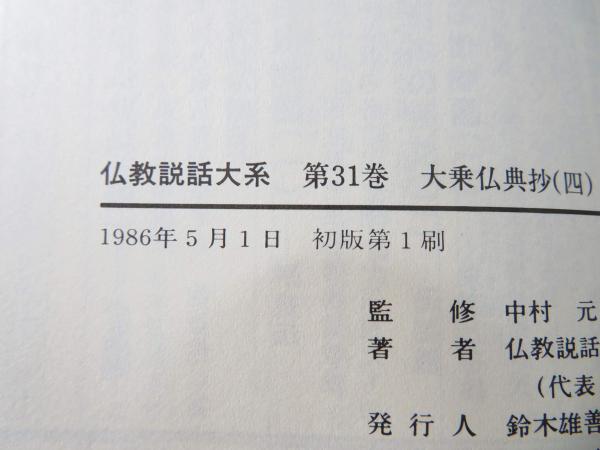 仏教説話大系 第31巻 大乗仏典抄(四)
1986年5月1日 初版第1刷
監修 中村 元
著者 仏教説話
(代表
発行人 鈴木雄善